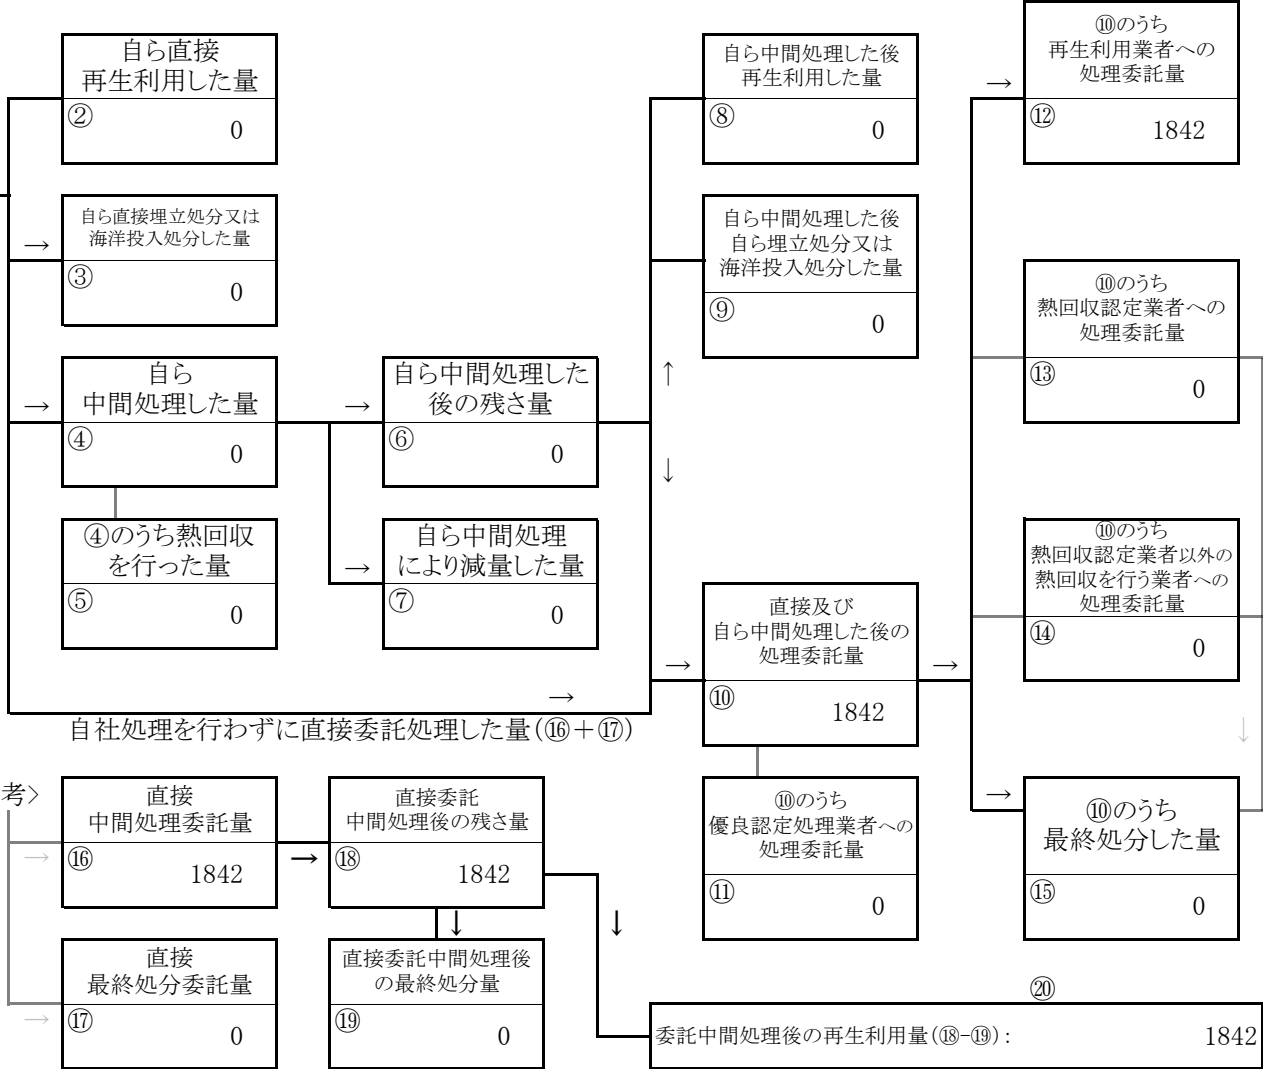 自ら直接
再生利用した量
②
0
自ら直接埋立処分又は
海洋投入処分した量
→
③
0
自ら
中間処理した量
→
④
0
④のうち熱回収
を行った量
⑤
0
自ら中間処理した
後の残さ量
→
⑥
0
自ら中間処理
により減量した量
→
⑦
0
→
自社処理を行わずに直接委託処理した量(⑯+⑰)
自ら中間処理した後
再生利用した量
⑧
0
自ら中間処理した後
自ら埋立処分又は
海洋投入処分した量
⑨
0
↑
↓
直接及び
自ら中間処理した後の
処理委託量
→
→
⑩
1842
⑩のうち
優良認定処理業者への
処理委託量
⑪
0
⑩のうち
再生利用業者への
処理委託量
→
⑫
1842
⑩のうち
熱回収認定業者への
処理委託量
⑬
0
⑩のうち
熱回収認定業者以外の
熱回収を行う業者への
処理委託量
⑭
0
↓
→
⑩のうち
最終処分した量
⑮
0
考>
直接
中間処理委託量
→
⑯
1842
→
直接委託
中間処理後の残さ量
⑱
1842
↓
↓
直接
最終処分委託量
→
⑰
0
直接委託中間処理後
の最終処分量
⑲
0
⑳
委託中間処理後の再生利用量(⑱-⑲): 1842